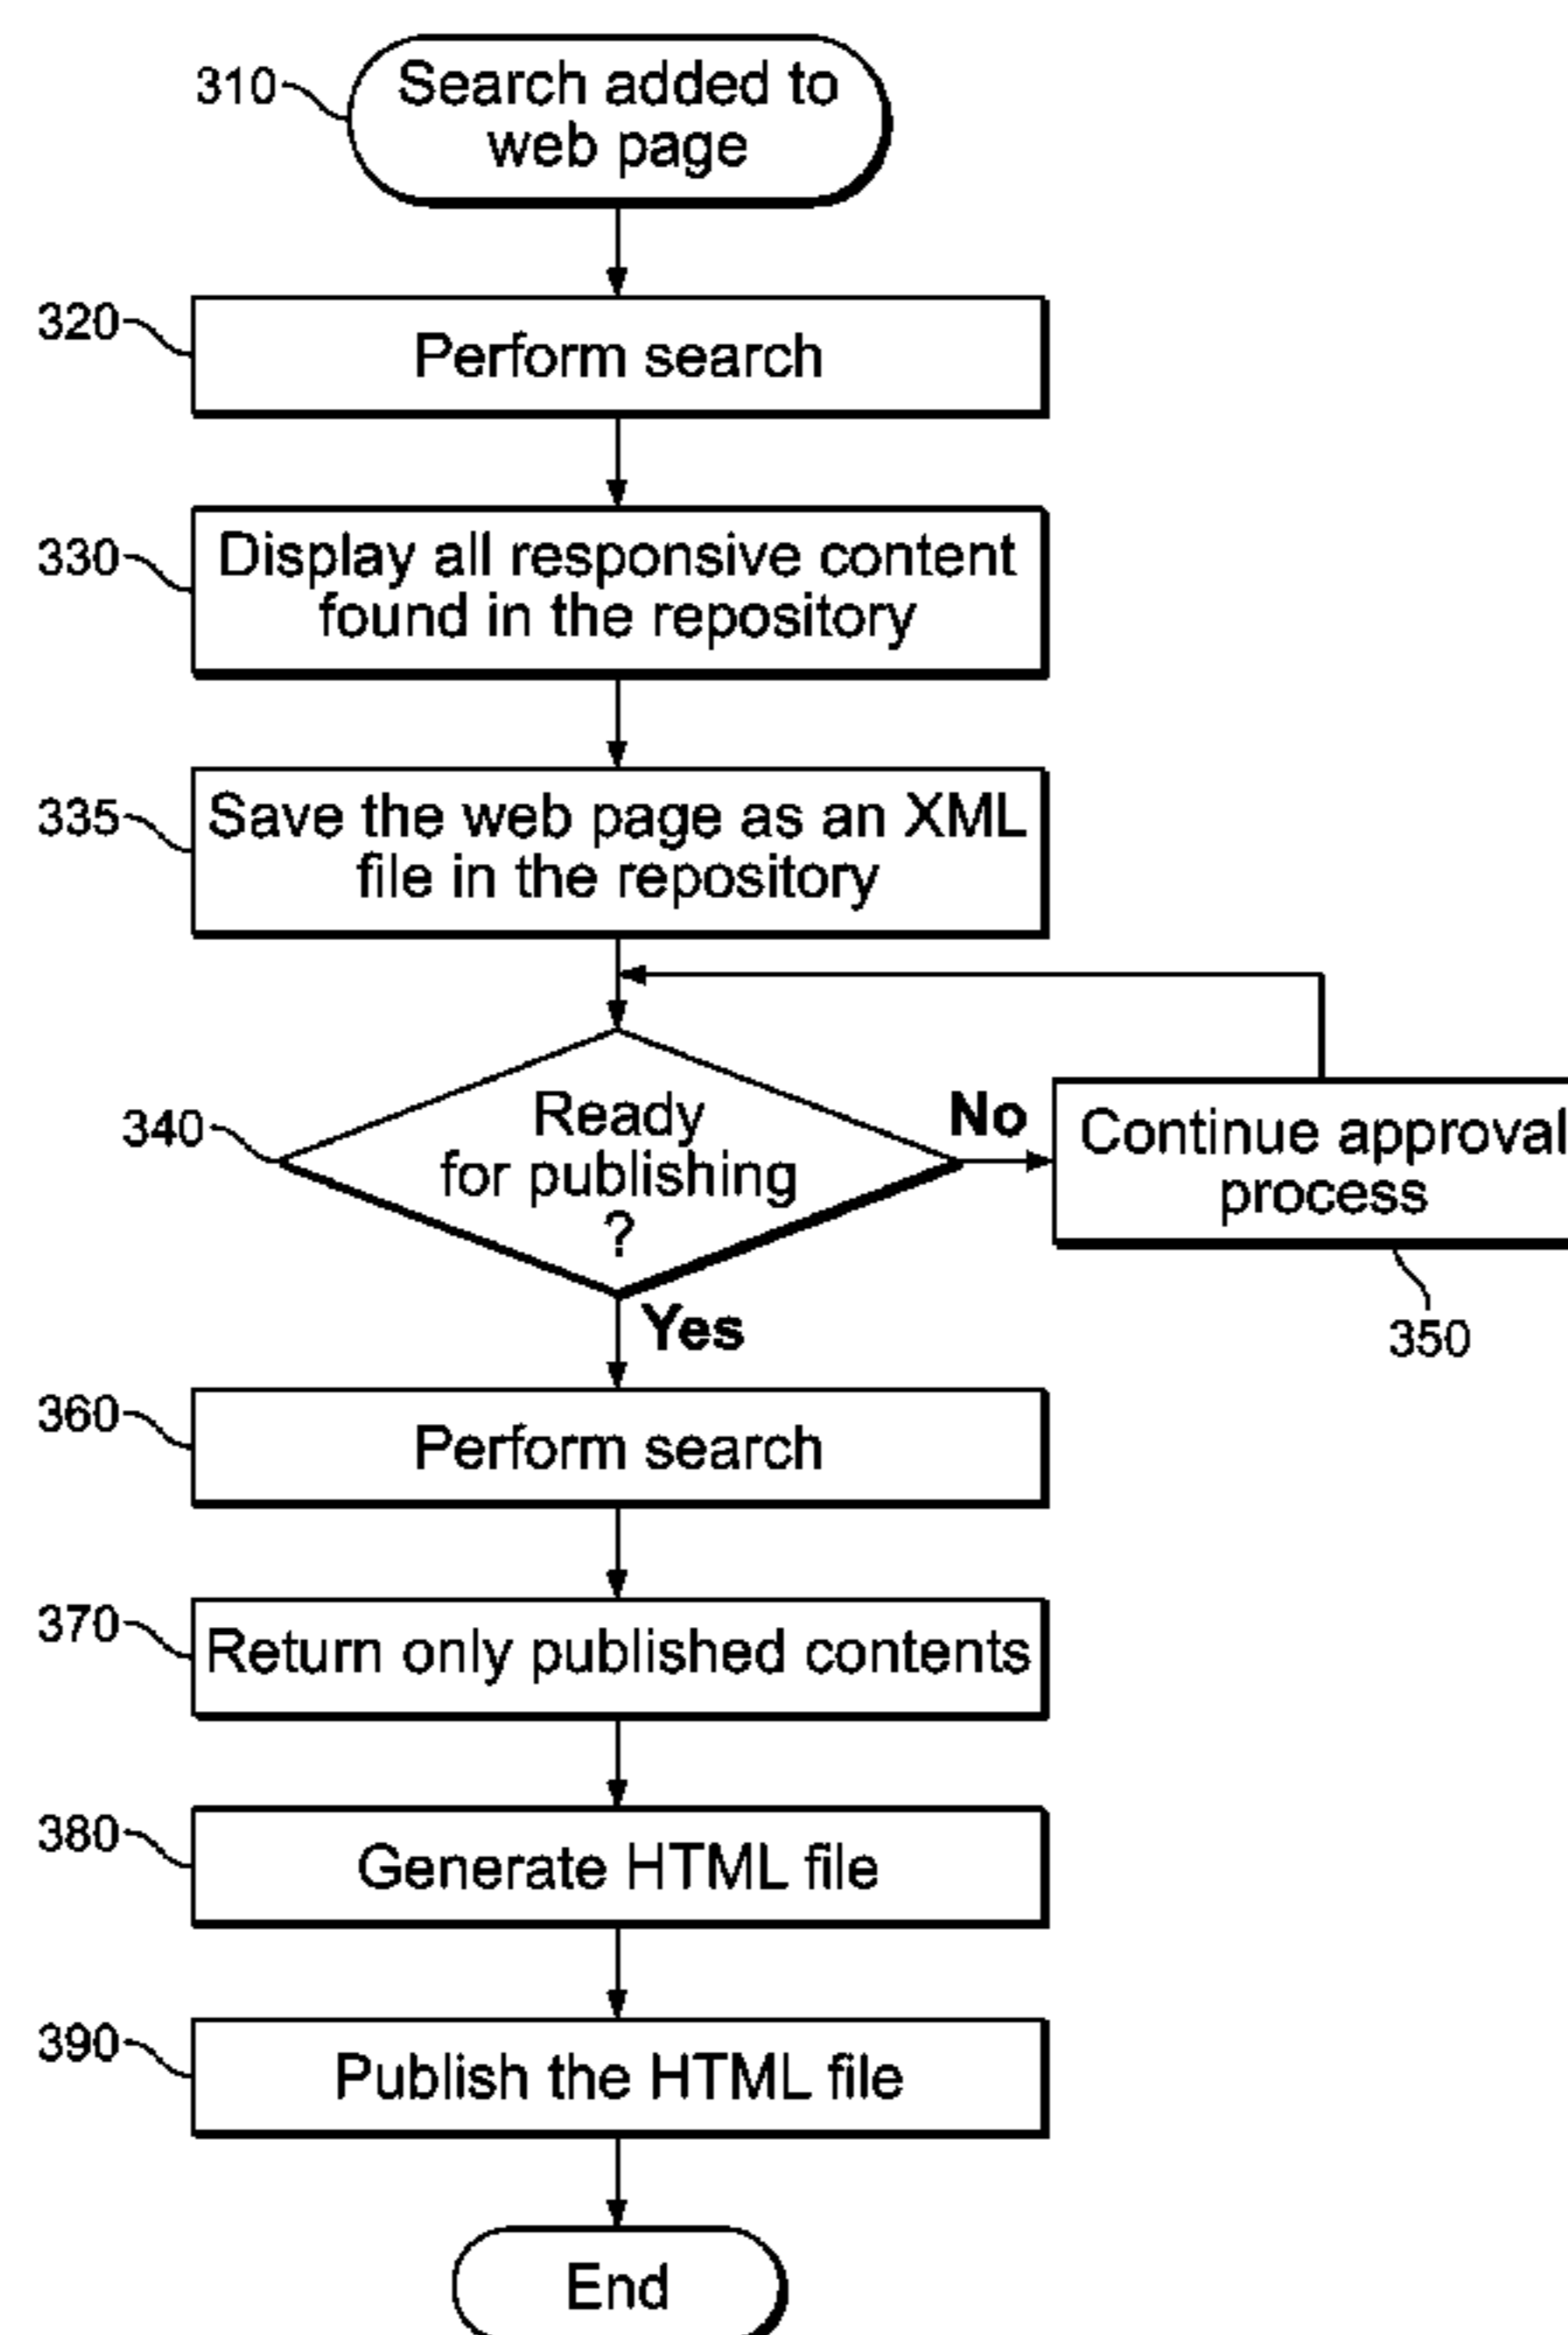 310
Search added to
web page
320
Perform search
330
Display all responsive content
found in the repository
335
Save the web page as an XML
file in the repository
340
Ready
for publishing
?
No
Continue approval
process
350
Yes
360
Perform search
370
Return only published contents
380
Generate HTML file
390
Publish the HTML file
End